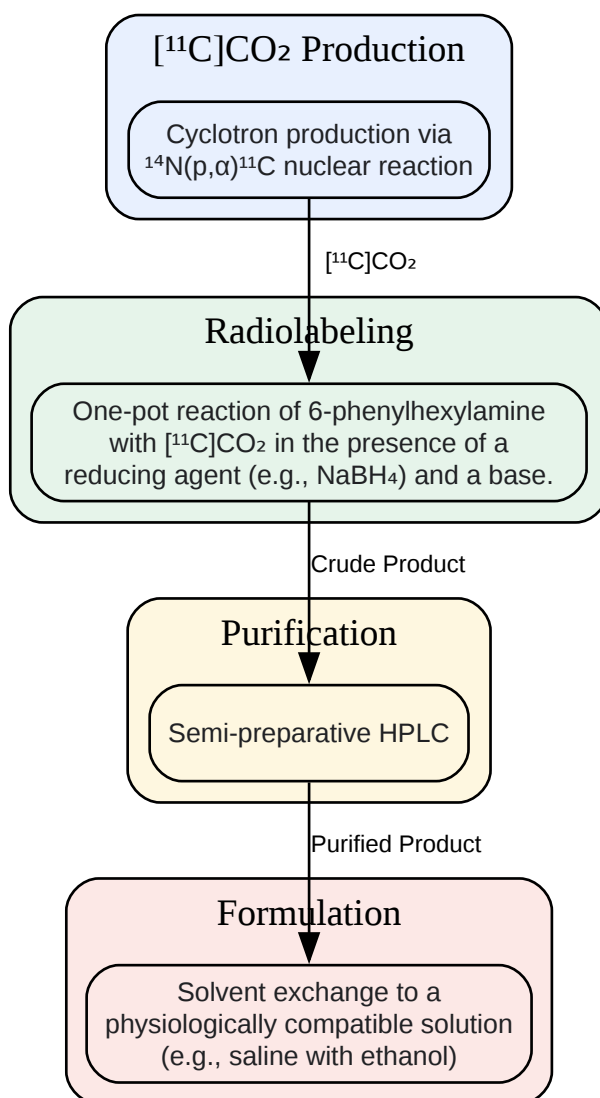 [¹¹C]CO₂ Production
Cyclotron production via
¹⁴N(p,α)¹¹C nuclear reaction
[¹¹C]CO₂
Radiolabeling
One-pot reaction of 6-phenylhexylamine
with [¹¹C]CO₂ in the presence of a
reducing agent (e.g., NaBH₄) and a base.
Crude Product
Purification
Semi-preparative HPLC
Purified Product
Formulation
Solvent exchange to a
physiologically compatible solution
(e.g., saline with ethanol)